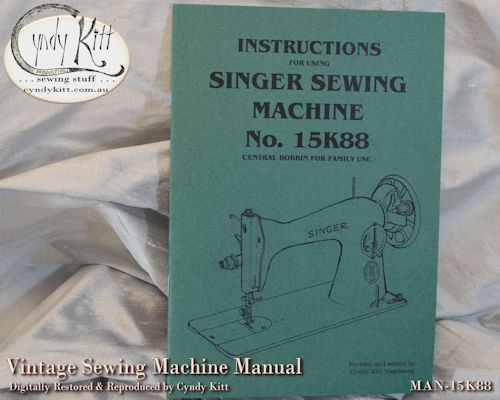 Cyndy Kitt
PRODUCTIONS
... sewing stuff ...
cyndykitt.com.au
INSTRUCTIONS
FOR USING
SINGER SEWING
MACHINE
No. 15K88
CENTRAL BOBBIN FOR FAMILY USE
SINGER
Revised and edited by
Cyndy Kitt Vogelsang
Vintage Sewing Machine Manual
Digitally Restored & Reproduced by Cyndy Kitt
MAN-15K88